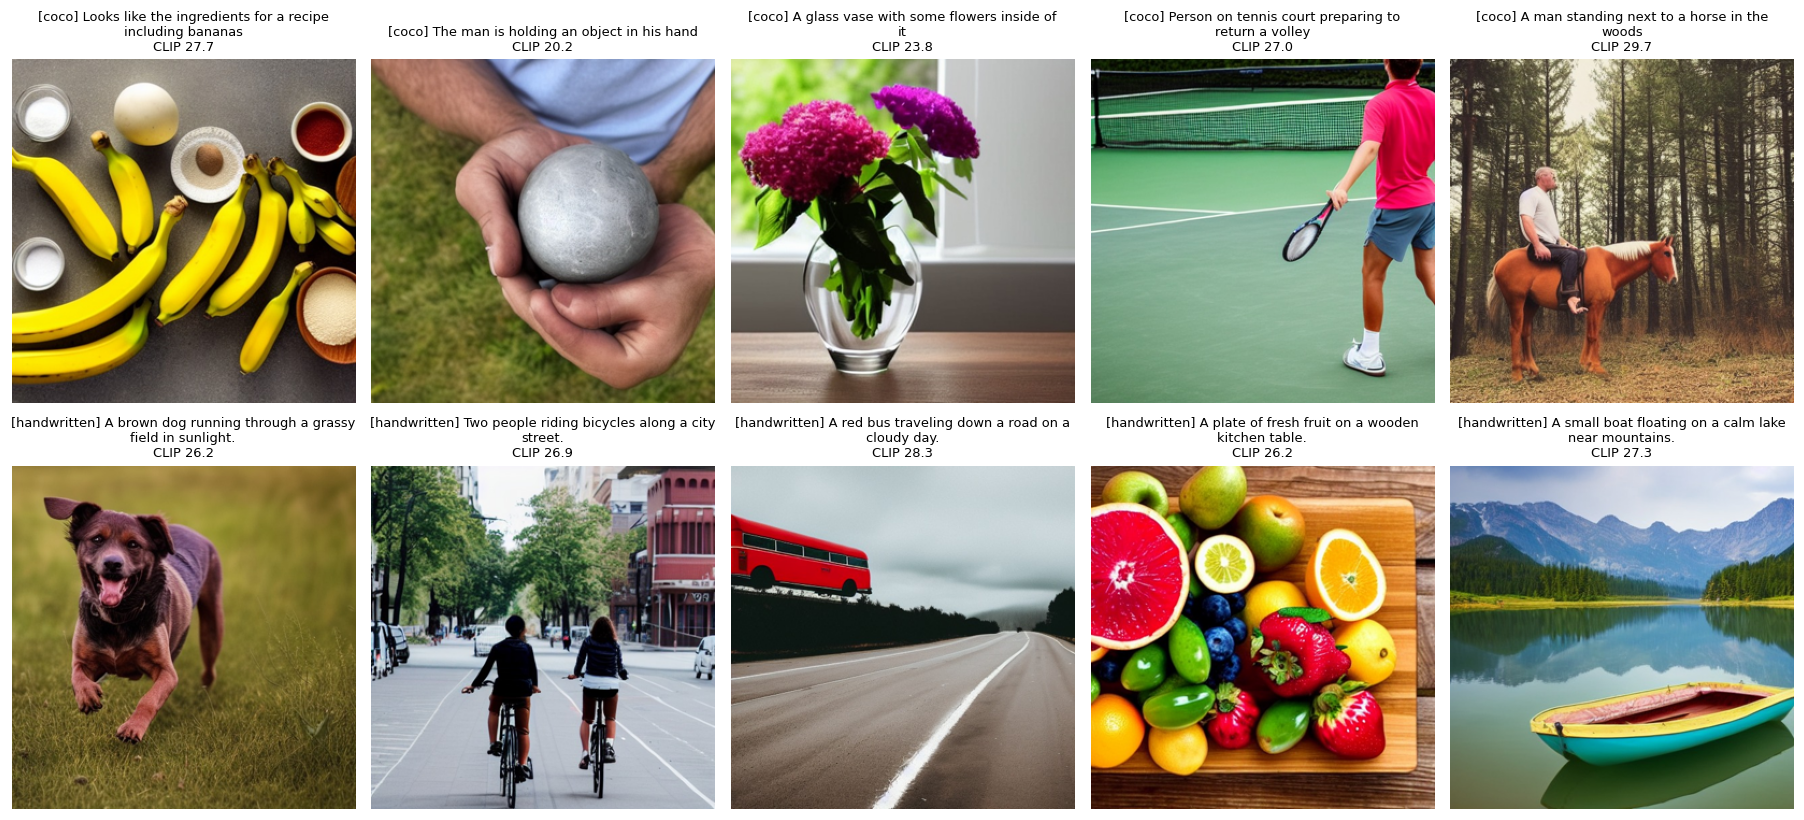 [coco] Looks like the ingredients for a recipe
including bananas
CLIP 27.7
[coco] The man is holding an object in his hand
CLIP 20.2
[coco] A glass vase with some flowers inside of
it
CLIP 23.8
[coco] Person on tennis court preparing to
return a volley
CLIP 27.0
[coco] A man standing next to a horse in the
woods
CLIP 29.7
[handwritten] A brown dog running through a grassy
field in sunlight.
CLIP 26.2
[handwritten] Two people riding bicycles along a city
street.
CLIP 26.9
[handwritten] A red bus traveling down a road on a
cloudy day.
CLIP 28.3
[handwritten] A plate of fresh fruit on a wooden
kitchen table.
CLIP 26.2
[handwritten] A small boat floating on a calm lake
near mountains.
CLIP 27.3